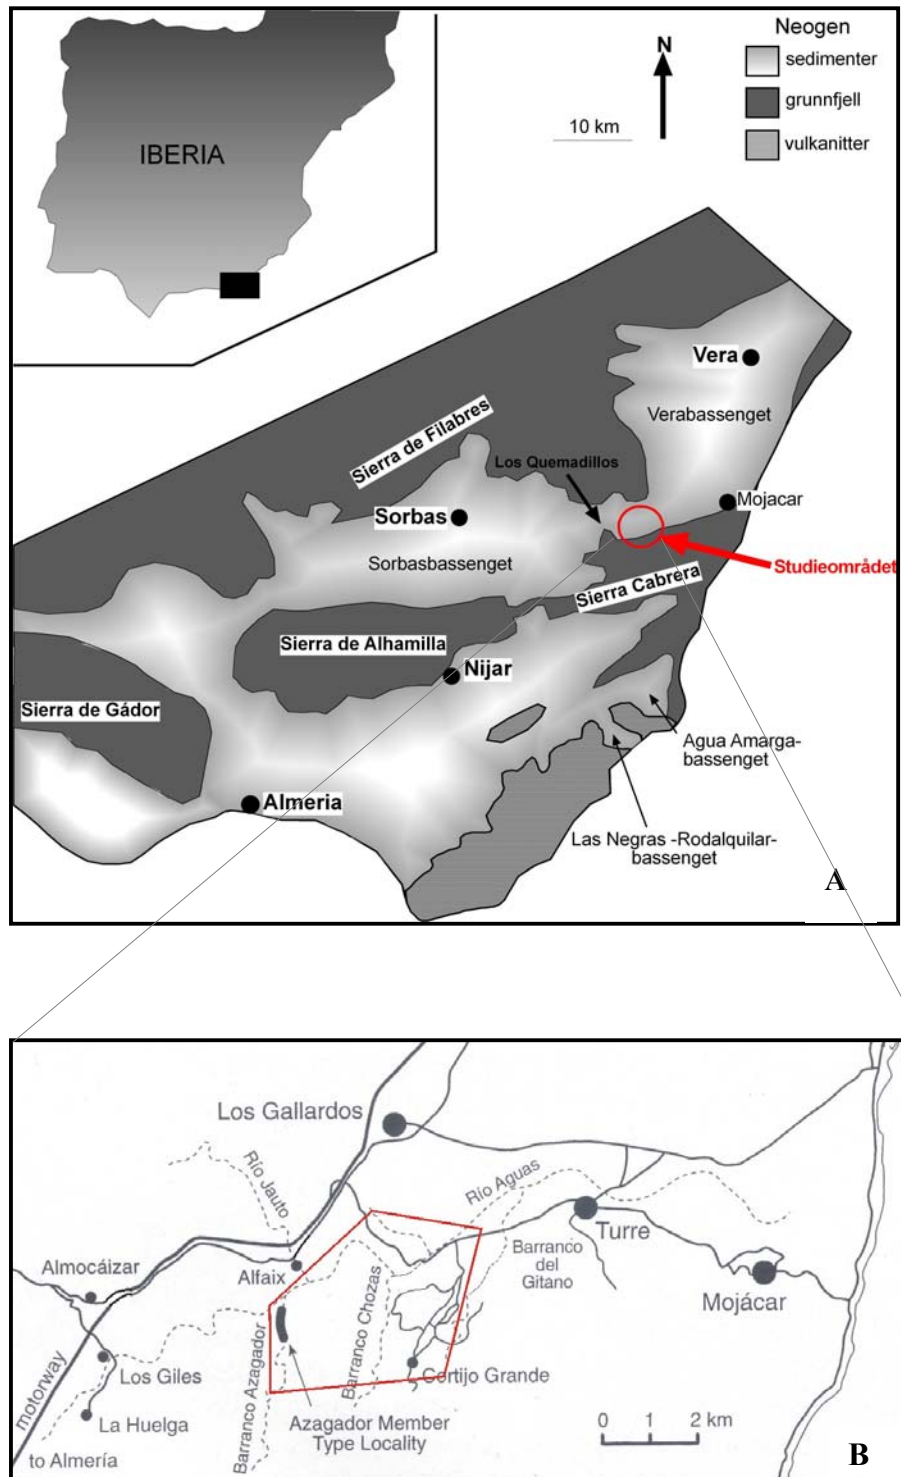 Neogen
sedimenter
grunnfjell
vulkanitter
N
10 km
IBERIA
Vera
Verabassenget
Sierra de Filabres
Los Quemadillos
Mojacar
Sorbas
Sorbasbassenget
Studieområdet
Sierra Cabrera
Sierra de Alhamilla
Nijar
Sierra de Gádor
Agua Amarga-
bassenget
Almeria
Las Negras -Rodalquilar-
bassenget
A
Los Gallardos
Río Jauto
Río Aguas
Turre
Almocáizar
Alfaix
Barranco
del
Gitano
Mojácar
Barranco Chozas
Barranco Azagador
motorway
Los Giles
Cortijo Grande
La Huelga
Azagador Member
Type Locality
0 1 2 km
to Almería
B